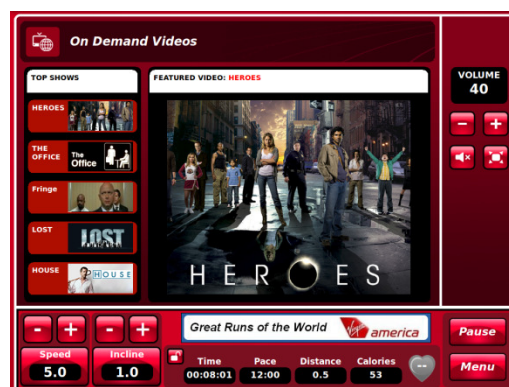 On Demand Videos
TOP SHOWS
HEROES
THE
OFFICE
The
Office
Fringe
LOST
LOST
HOUSE
HOUSE
FEATURED VIDEO: HEROES
HEROES
VOLUME
40
- +
- + - +
Speed
5.0
Incline
1.0
Great Runs of the World
Virgin america
Time
00:08:01
Pace
12:00
Distance
0.5
Calories
53
--
Pause
Menu